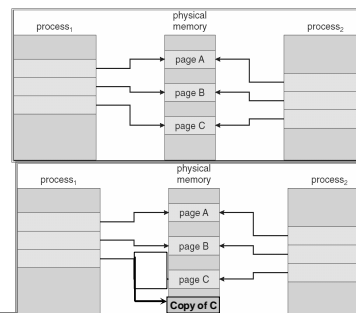 physical
memory
process₁
process₂
page A
page B
page C
physical
memory
process₁
process₂
page A
page B
page C
Copy of C